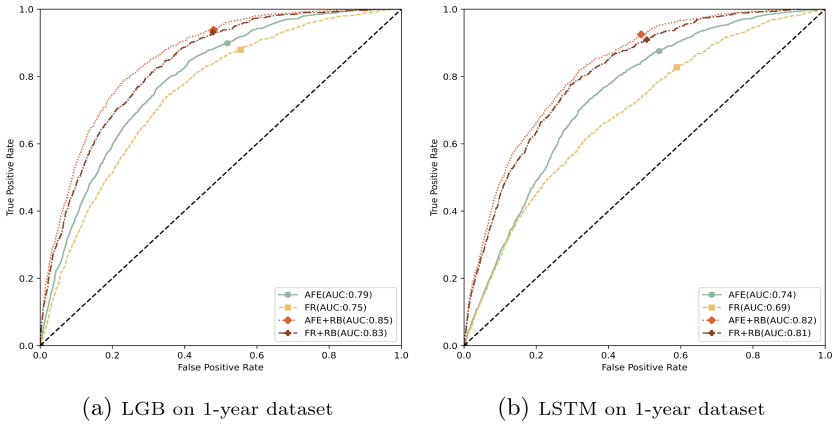 1.0
0.8
0.6
0.4
0.2
0.0
True Positive Rate
0.0 0.2 0.4 0.6 0.8 1.0
False Positive Rate
AFE(AUC:0.79)
FR(AUC:0.75)
AFE+RB(AUC:0.85)
FR+RB(AUC:0.83)
(a) LGB on 1-year dataset
1.0
0.8
0.6
0.4
0.2
0.0
True Positive Rate
0.0 0.2 0.4 0.6 0.8 1.0
False Positive Rate
AFE(AUC:0.74)
FR(AUC:0.69)
AFE+RB(AUC:0.82)
FR+RB(AUC:0.81)
(b) LSTM on 1-year dataset